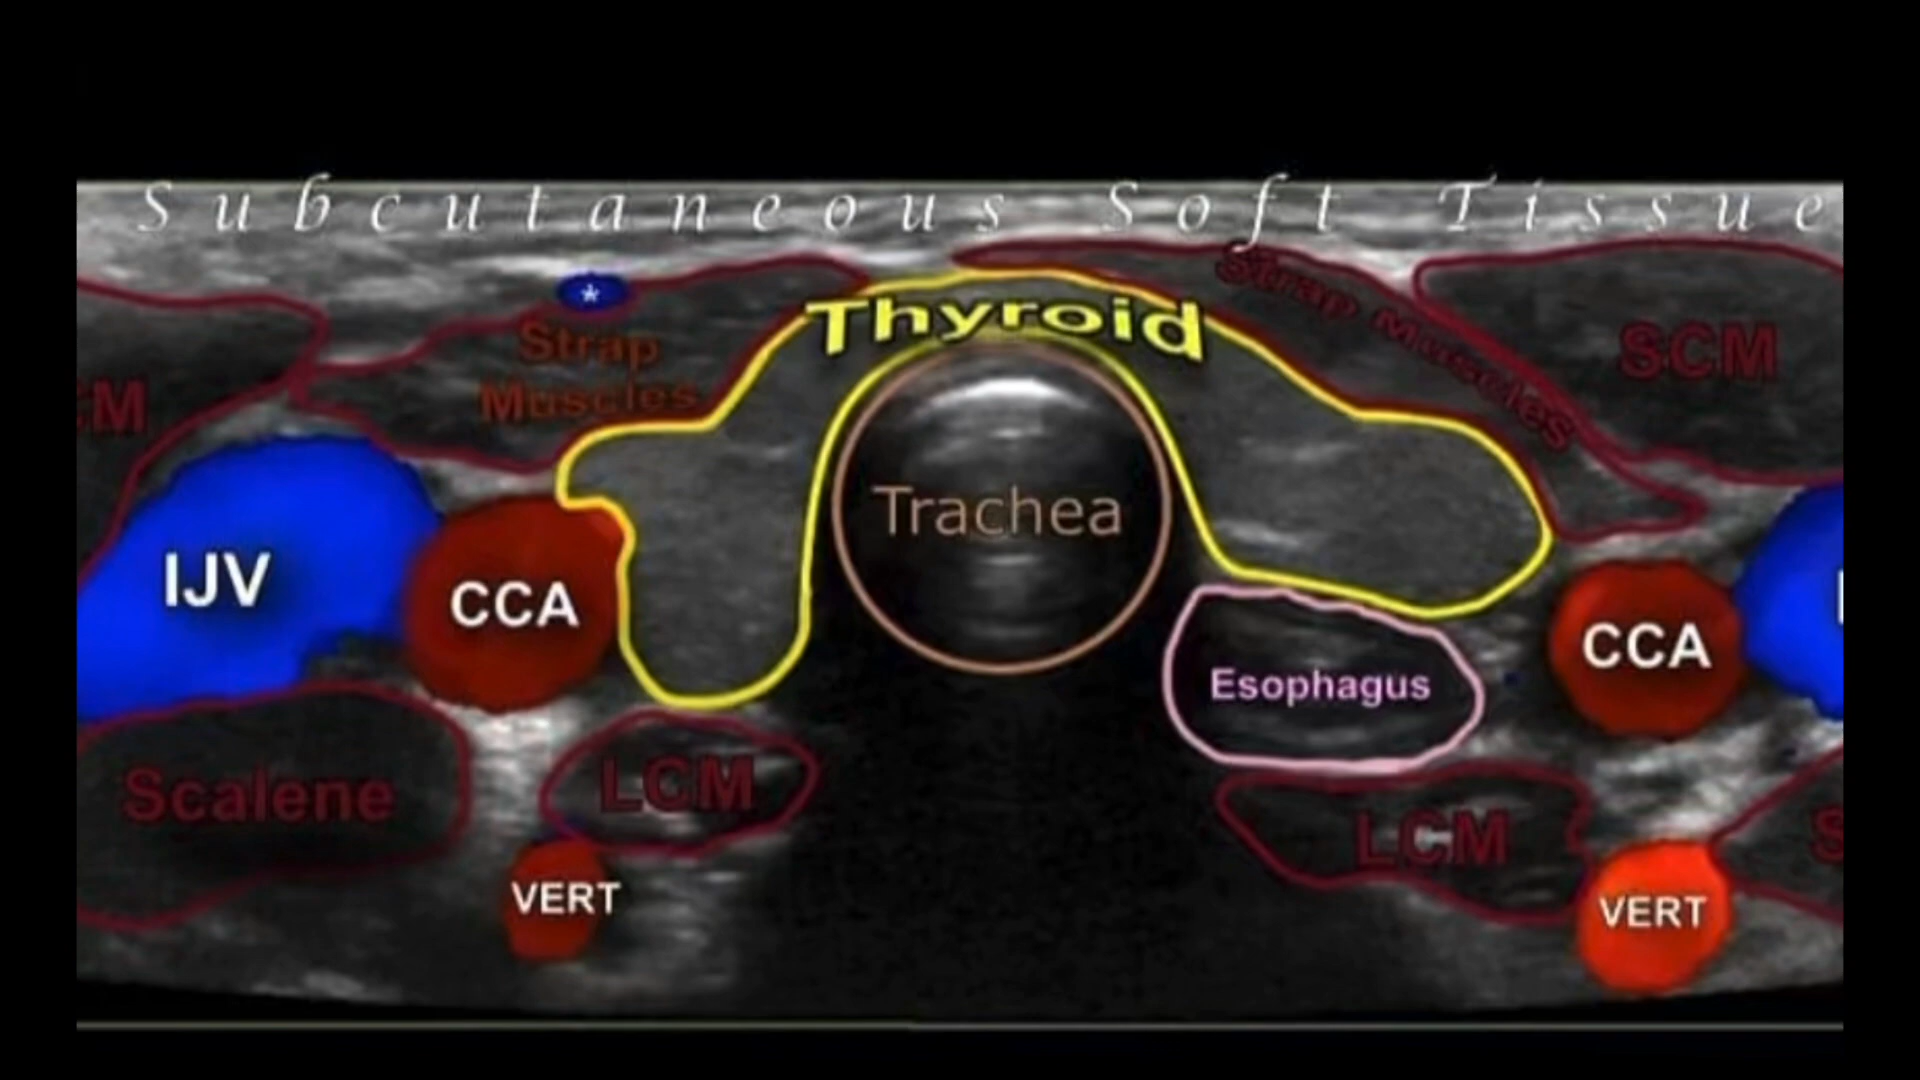 Subcutaneous Soft Tissue
*
Thyroid
Strap
Muscles
Strap Muscles
SCM
CM
Trachea
IJV
CCA
CCA
Esophagus
Scalene
LCM
LCM
S
VERT
VERT